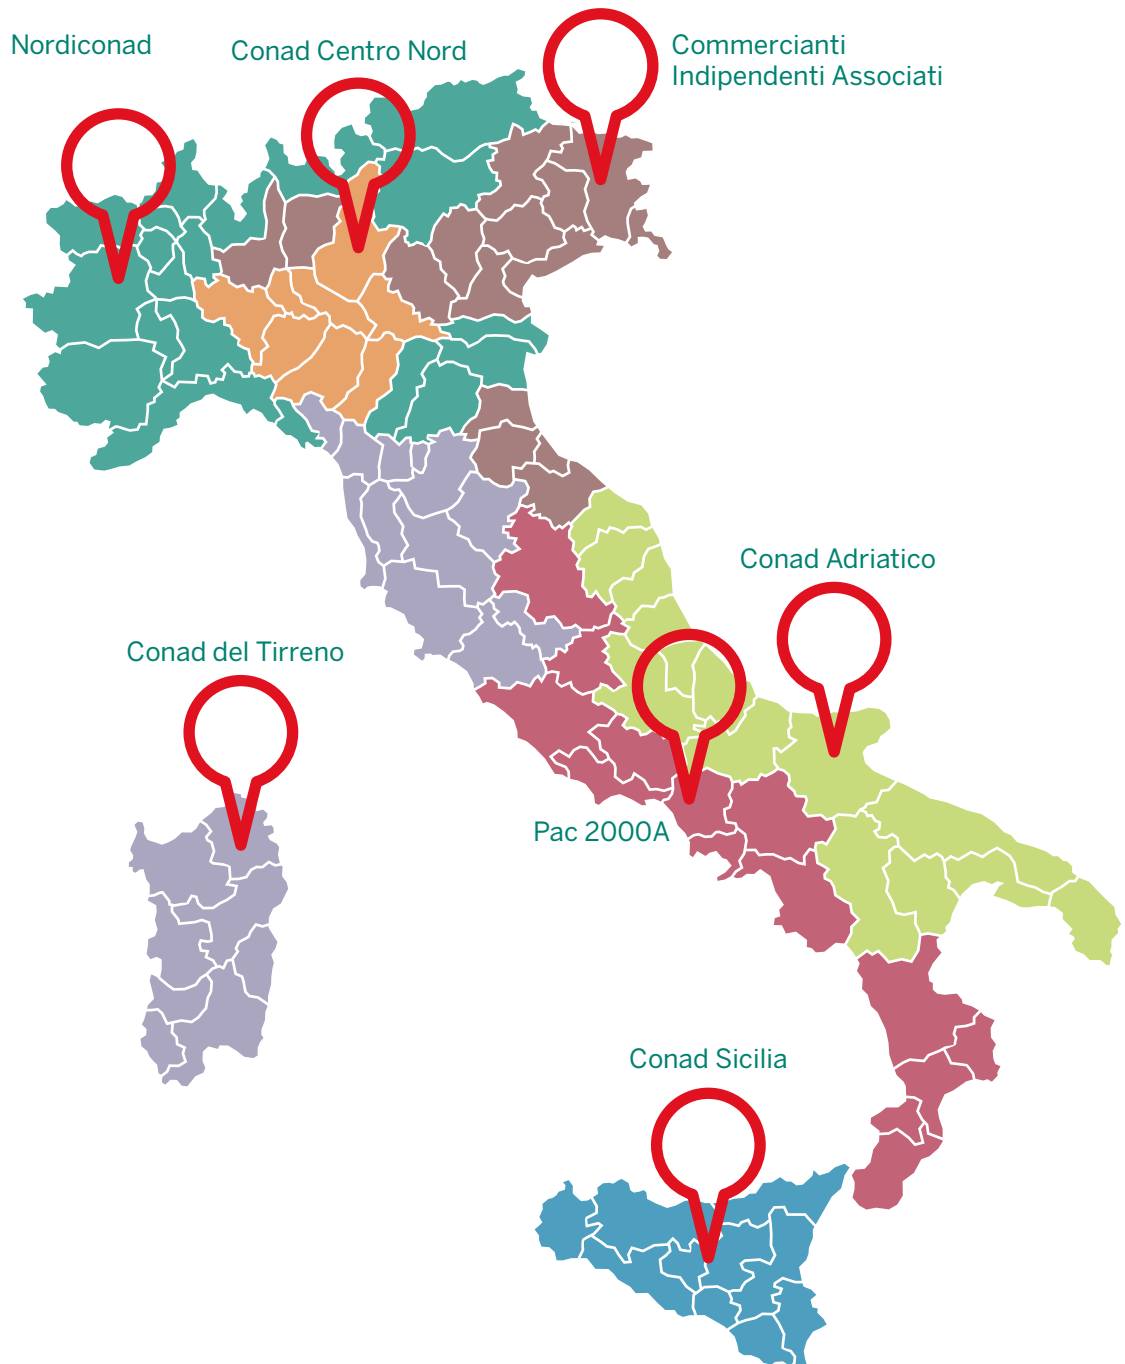 Nordiconad
Conad Centro Nord
Commercianti
Indipendenti Associati
Conad Adriatico
Conad del Tirreno
Pac 2000A
Conad Sicilia